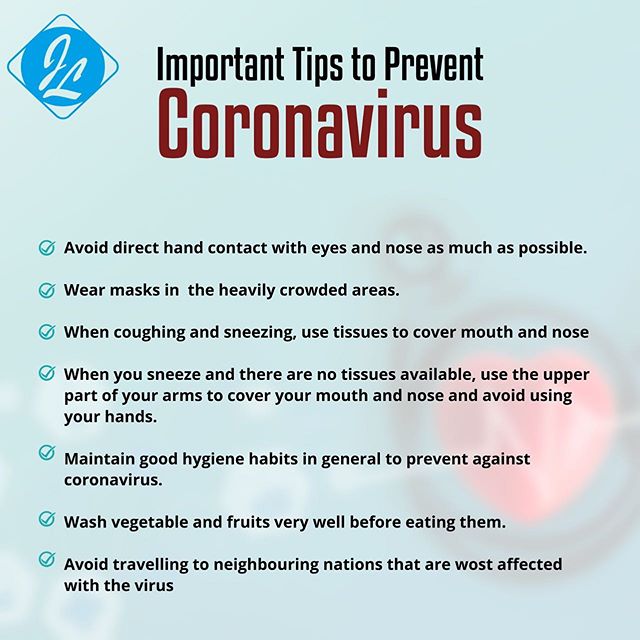 JL
Important Tips to Prevent
Coronavirus
Avoid direct hand contact with eyes and nose as much as possible.
Wear masks in  the heavily crowded areas.
When coughing and sneezing, use tissues to cover mouth and nose
When you sneeze and there are no tissues available, use the upper
part of your arms to cover your mouth and nose and avoid using
your hands.
Maintain good hygiene habits in general to prevent against
coronavirus.
Wash vegetable and fruits very well before eating them.
Avoid travelling to neighbouring nations that are wost affected
with the virus